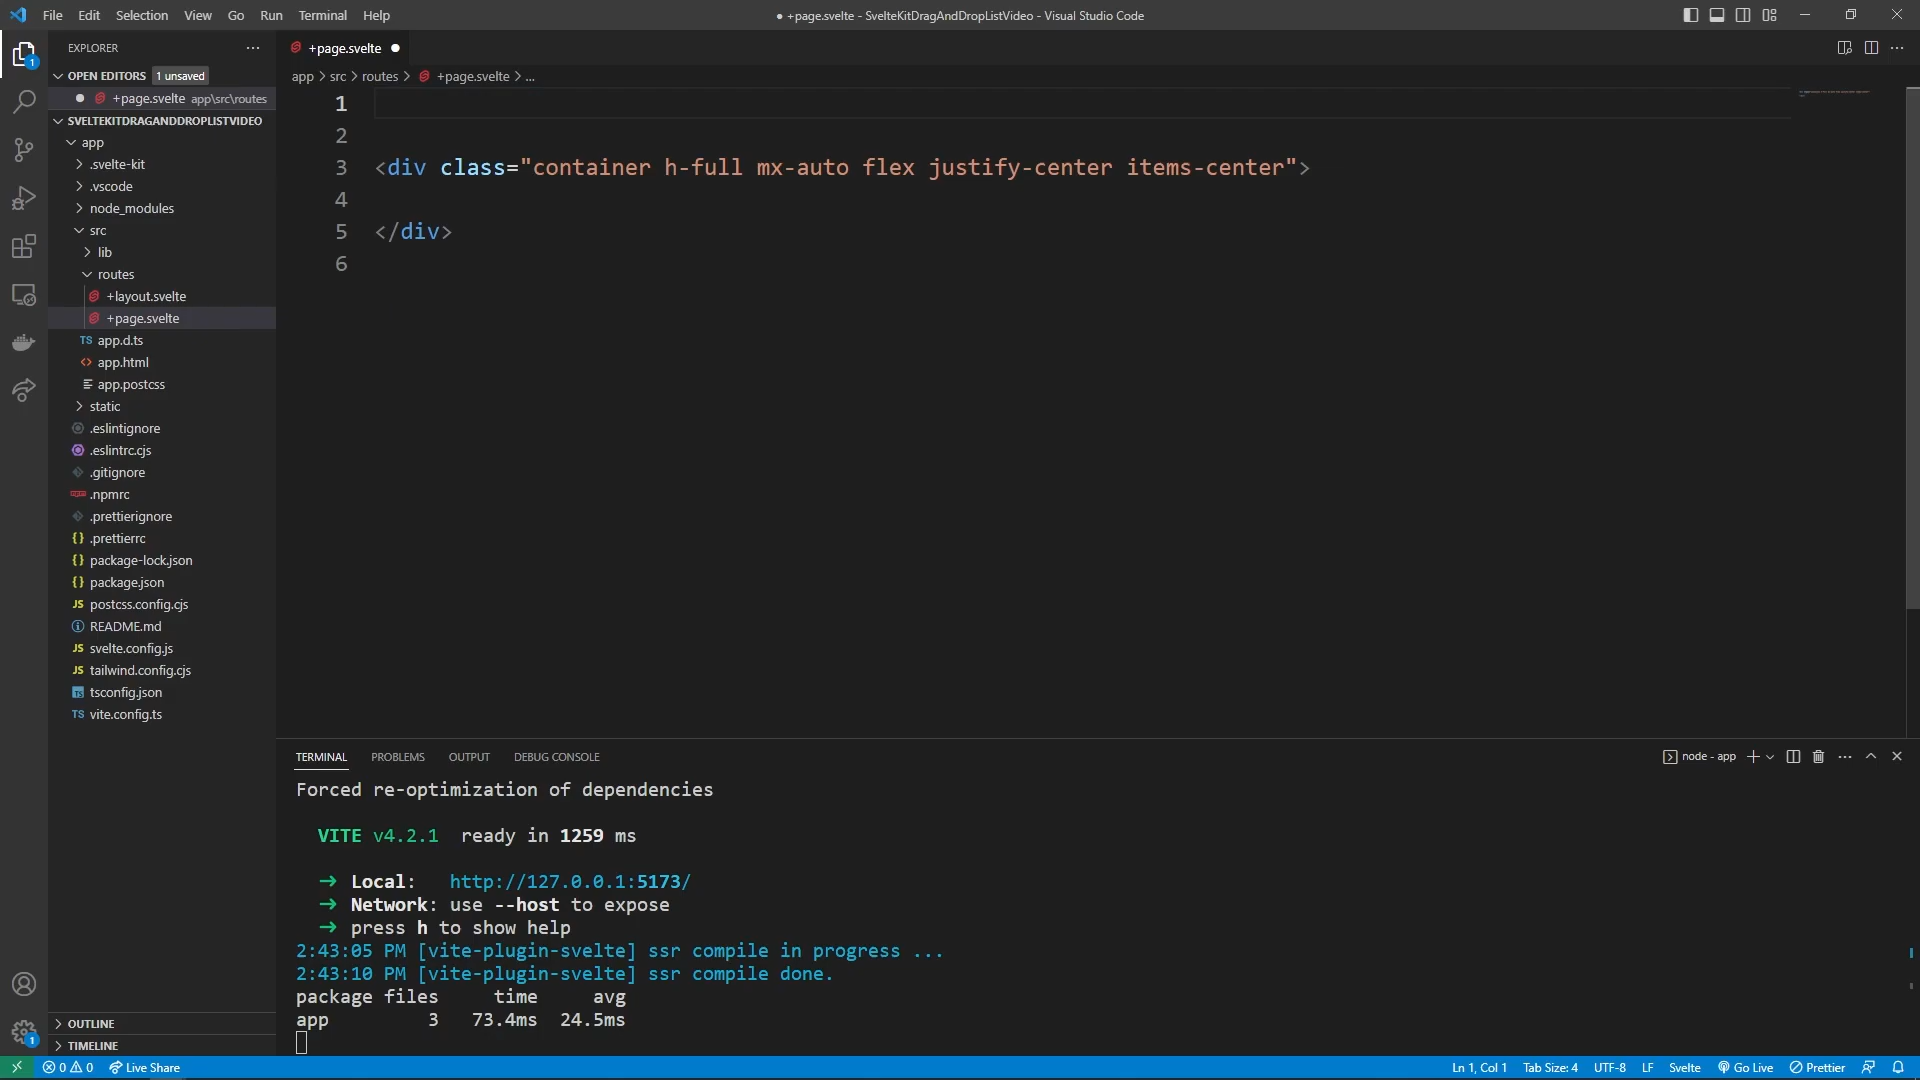 File Edit Selection View Go Run Terminal Help
● +page.svelte - SvelteKitDragAndDropListVideo - Visual Studio Code
EXPLORER
OPEN EDITORS 1 unsaved
+page.svelte app\src\routes
SVELTEKITDRAGANDDROPLISTVIDEO
app
.svelte-kit
.vscode
node_modules
src
lib
routes
+layout.svelte
+page.svelte
TS app.d.ts
<> app.html
app.postcss
static
.eslintignore
.eslintrc.cjs
.gitignore
.npmrc
.prettierignore
.prettierrc
{} package-lock.json
{} package.json
JS postcss.config.cjs
README.md
JS svelte.config.js
JS tailwind.config.cjs
TS tsconfig.json
TS vite.config.ts
OUTLINE
TIMELINE
+page.svelte
app > src > routes > +page.svelte > ...
1
2
3 <div class="container h-full mx-auto flex justify-center items-center">
4
5 </div>
6
TERMINAL PROBLEMS OUTPUT DEBUG CONSOLE
node - app
Forced re-optimization of dependencies
VITE v4.2.1 ready in 1259 ms
→ Local: http://127.0.0.1:5173/
→ Network: use --host to expose
→ press h to show help
2:43:05 PM [vite-plugin-svelte] ssr compile in progress ...
2:43:10 PM [vite-plugin-svelte] ssr compile done.
package files time avg
app 3 73.4ms 24.5ms
0 0 Live Share
Ln 1, Col 1 Tab Size: 4 UTF-8 LF Svelte Go Live Prettier